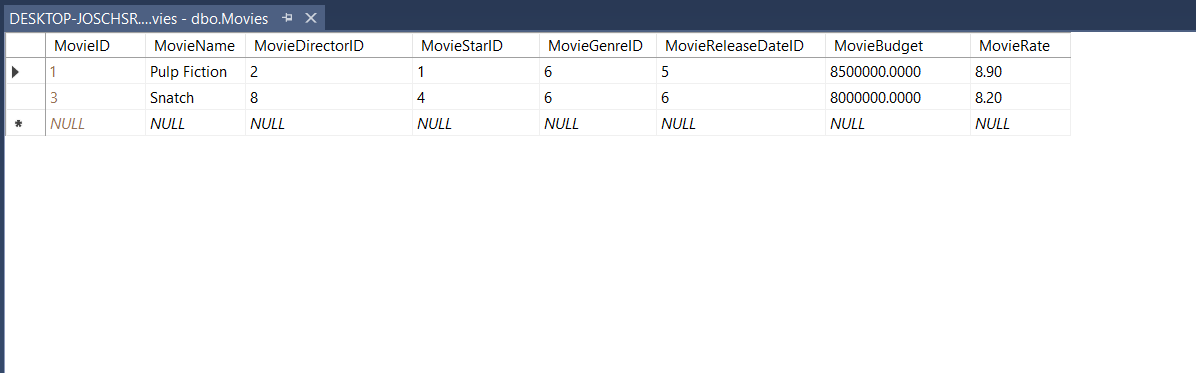 DESKTOP-JOSCHSR....vies - dbo.Movies
MovieID MovieName MovieDirectorID MovieStarID MovieGenreID MovieReleaseDateID MovieBudget MovieRate
1 Pulp Fiction 2 1 6 5 8500000.0000 8.90
3 Snatch 8 4 6 6 8000000.0000 8.20
NULL NULL NULL NULL NULL NULL NULL NULL